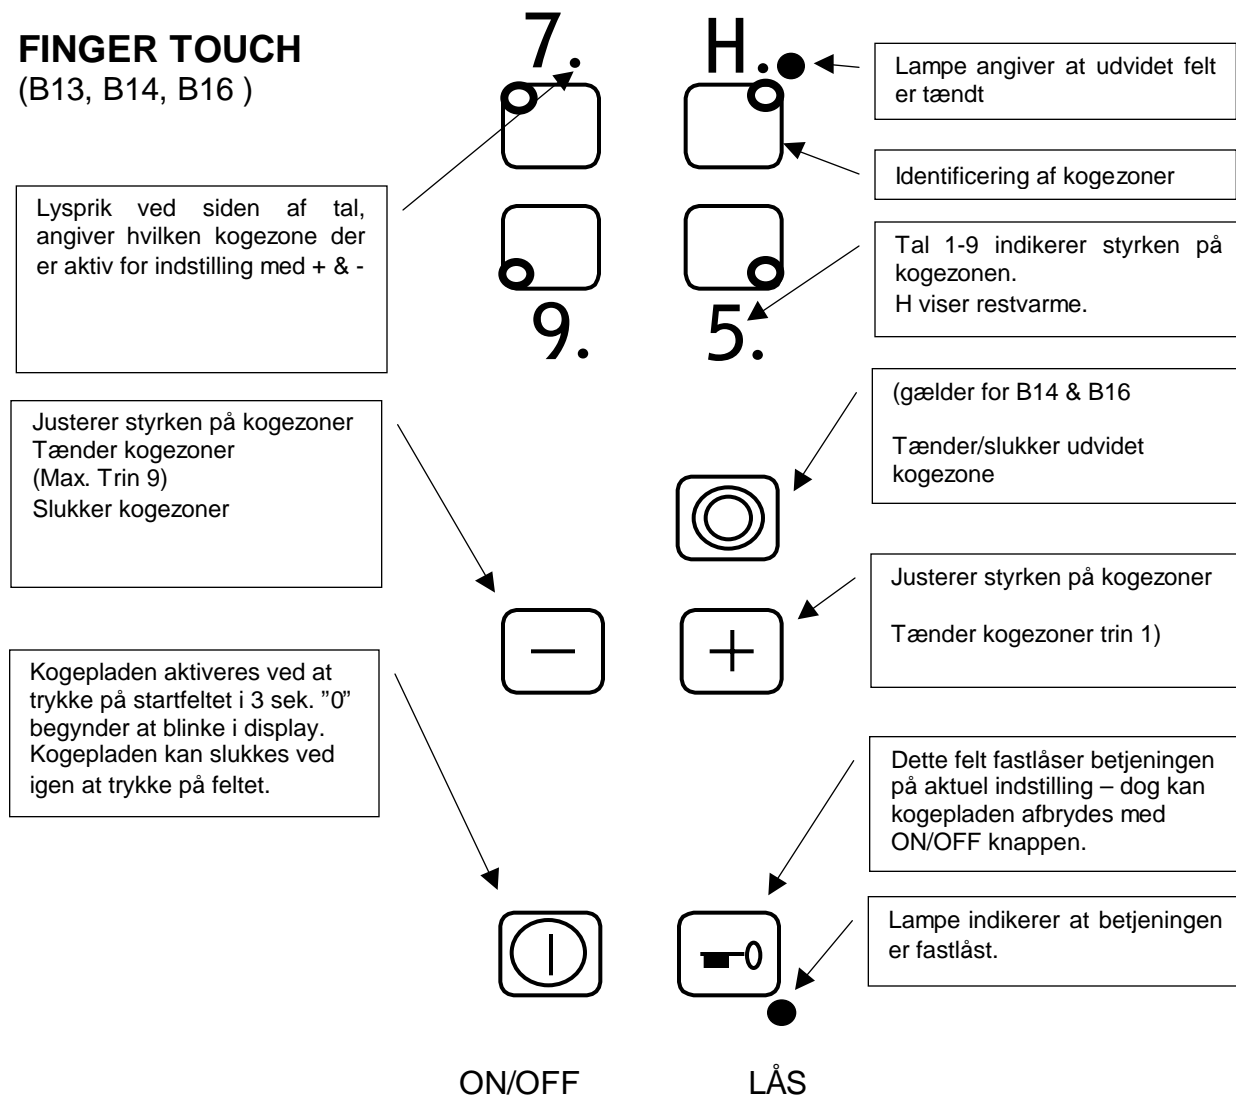 FINGER TOUCH
(B13, B14, B16 )
7.
H.
Lampe angiver at udvidet felt
er tændt
Identificering af kogezoner
Lysprik ved siden af tal,
angiver hvilken kogezone der
er aktiv for indstilling med + & -
Tal 1-9 indikerer styrken på
kogezonen.
H viser restvarme.
9.
5.
Justerer styrken på kogezoner
Tænder kogezoner
(Max. Trin 9)
Slukker kogezoner
(gælder for B14 & B16
Tænder/slukker udvidet
kogezone
Justerer styrken på kogezoner
Tænder kogezoner trin 1)
Kogepladen aktiveres ved at
trykke på startfeltet i 3 sek. ”0”
begynder at blinke i display.
Kogepladen kan slukkes ved
igen at trykke på feltet.
Dette felt fastlåser betjeningen
på aktuel indstilling – dog kan
kogepladen afbrydes med
ON/OFF knappen.
Lampe indikerer at betjeningen
er fastlåst.
ON/OFF
LÅS